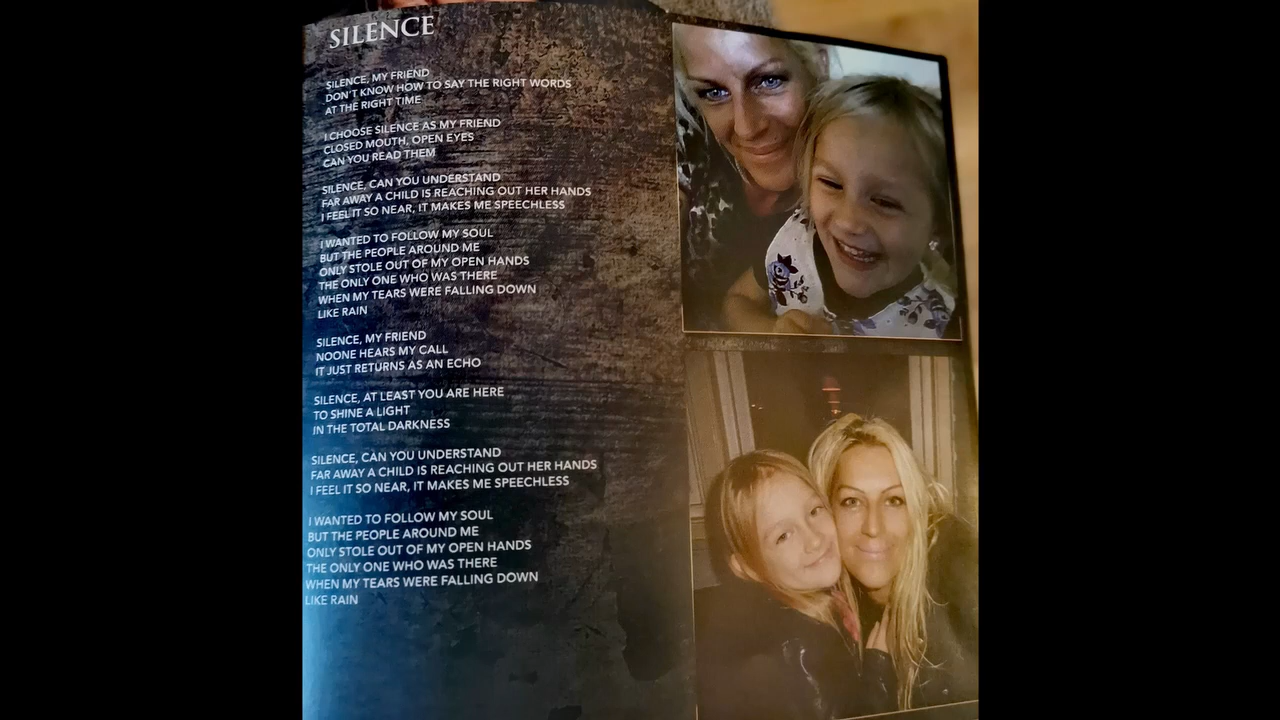 SILENCE
SILENCE, MY FRIEND
DON'T KNOW HOW TO SAY THE RIGHT WORDS
AT THE RIGHT TIME
I CHOOSE SILENCE AS MY FRIEND
CLOSED MOUTH, OPEN EYES
CAN YOU READ THEM
SILENCE, CAN YOU UNDERSTAND
FAR AWAY A CHILD IS REACHING OUT HER HANDS
I FEEL IT SO NEAR, IT MAKES ME SPEECHLESS
I WANTED TO FOLLOW MY SOUL
BUT THE PEOPLE AROUND ME
ONLY STOLE OUT OF MY OPEN HANDS
THE ONLY ONE WHO WAS THERE
WHEN MY TEARS WERE FALLING DOWN
LIKE RAIN
SILENCE, MY FRIEND
NOONE HEARS MY CALL
IT JUST RETURNS AS AN ECHO
SILENCE, AT LEAST YOU ARE HERE
TO SHINE A LIGHT
IN THE TOTAL DARKNESS
SILENCE, CAN YOU UNDERSTAND
FAR AWAY A CHILD IS REACHING OUT HER HANDS
I FEEL IT SO NEAR, IT MAKES ME SPEECHLESS
I WANTED TO FOLLOW MY SOUL
BUT THE PEOPLE AROUND ME
ONLY STOLE OUT OF MY OPEN HANDS
THE ONLY ONE WHO WAS THERE
WHEN MY TEARS WERE FALLING DOWN
LIKE RAIN